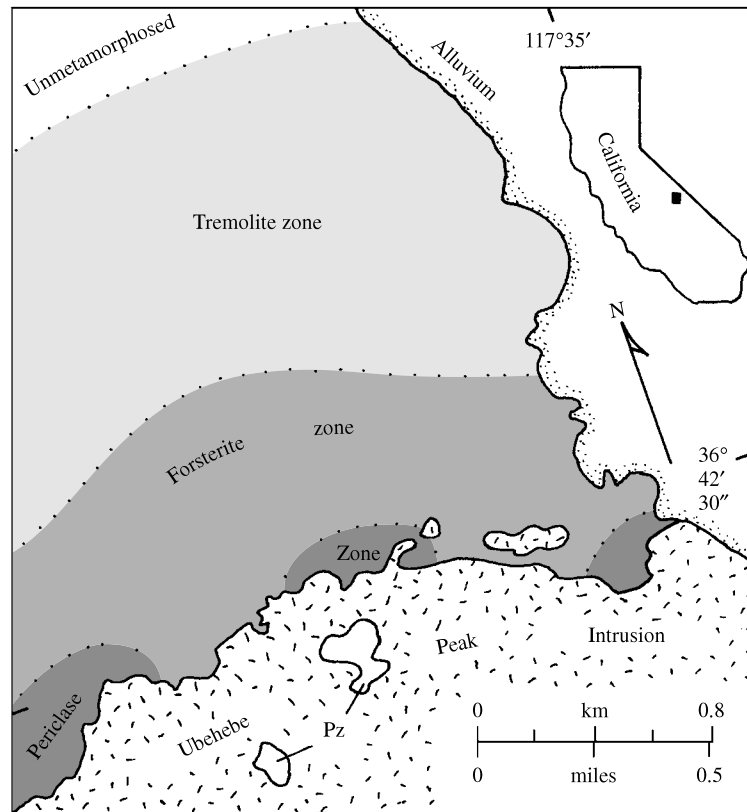 Unmetamorphosed
Alluvium
117°35′
California
Tremolite zone
N
Forsterite zone
36°
42′
30″
Zone
Peak
Intrusion
Periclase
Ubehebe
Pz
0 km 0.8
0 miles 0.5